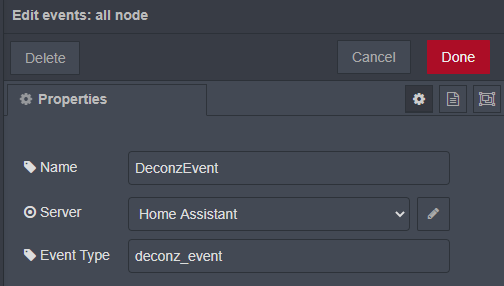 Edit events: all node
Delete
Cancel
Done
Properties
Name
DeconzEvent
Server
Home Assistant
Event Type
deconz_event